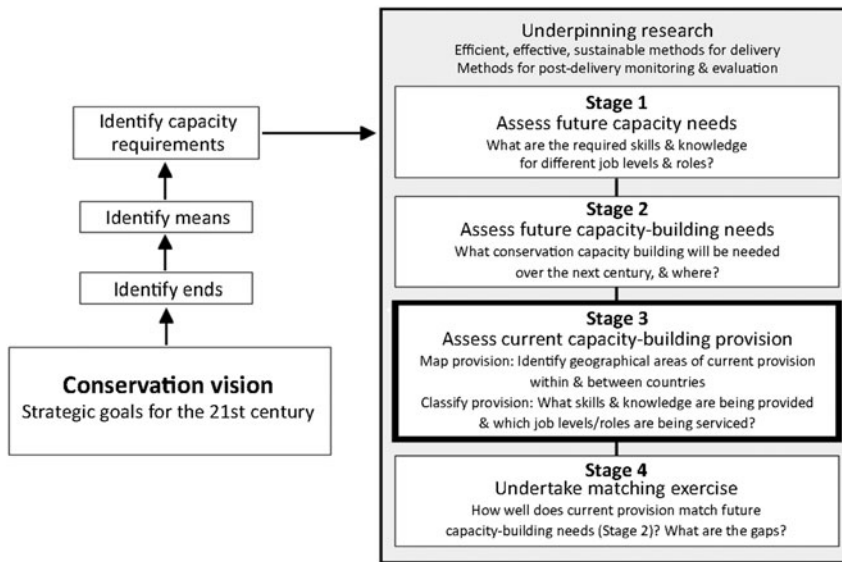 Underpinning research
Efficient, effective, sustainable methods for delivery
Methods for post-delivery monitoring & evaluation
Stage 1
Assess future capacity needs
What are the required skills & knowledge
for different job levels & roles?
Stage 2
Assess future capacity-building needs
What conservation capacity building will be needed
over the next century, & where?
Stage 3
Assess current capacity-building provision
Map provision: Identify geographical areas of current provision
within & between countries
Classify provision: What skills & knowledge are being provided
& which job levels/roles are being serviced?
Stage 4
Undertake matching exercise
How well does current provision match future
capacity-building needs (Stage 2)? What are the gaps?
Identify capacity
requirements
Identify means
Identify ends
Conservation vision
Strategic goals for the 21st century